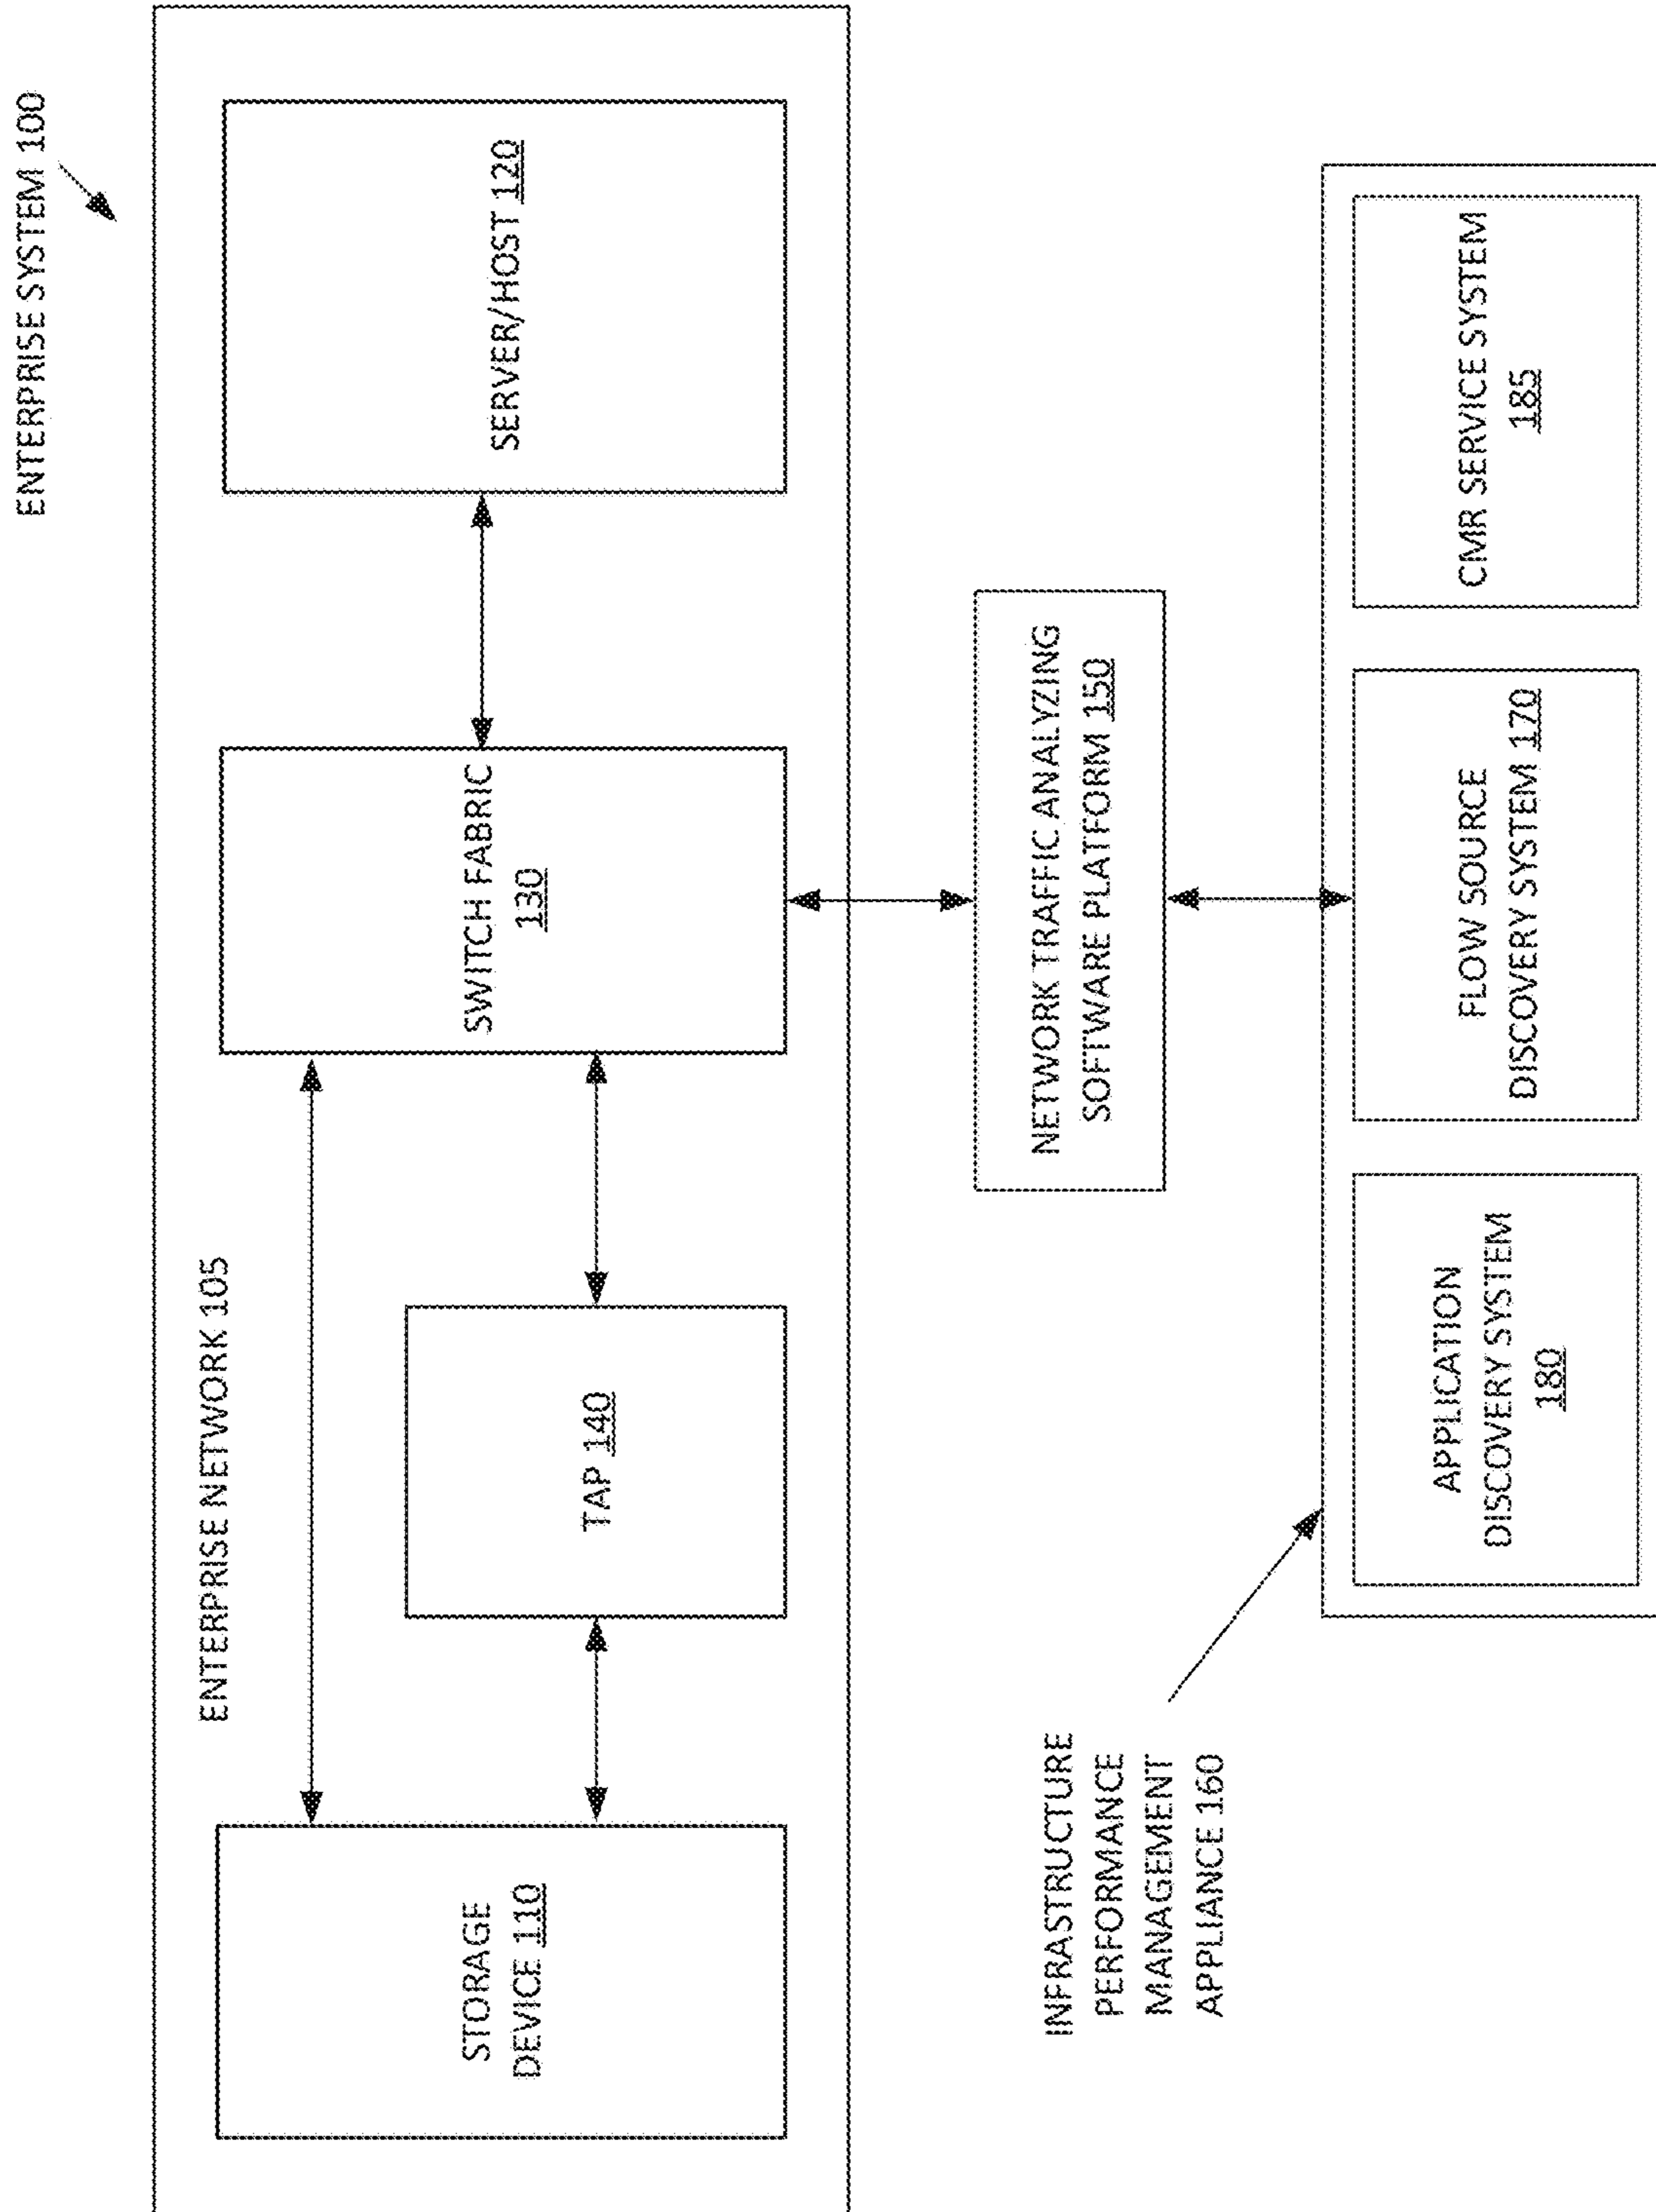 ENTERPRISE SYSTEM 100
ENTERPRISE NETWORK 105
STORAGE
DEVICE 110
TAP 140
SWITCH FABRIC
130
SERVER/HOST 120
NETWORK TRAFFIC ANALYZING
SOFTWARE PLATFORM 150
INFRASTRUCTURE
PERFORMANCE
MANAGEMENT
APPLIANCE 160
APPLICATION
DISCOVERY SYSTEM
180
FLOW SOURCE
DISCOVERY SYSTEM 170
CMR SERVICE SYSTEM
185